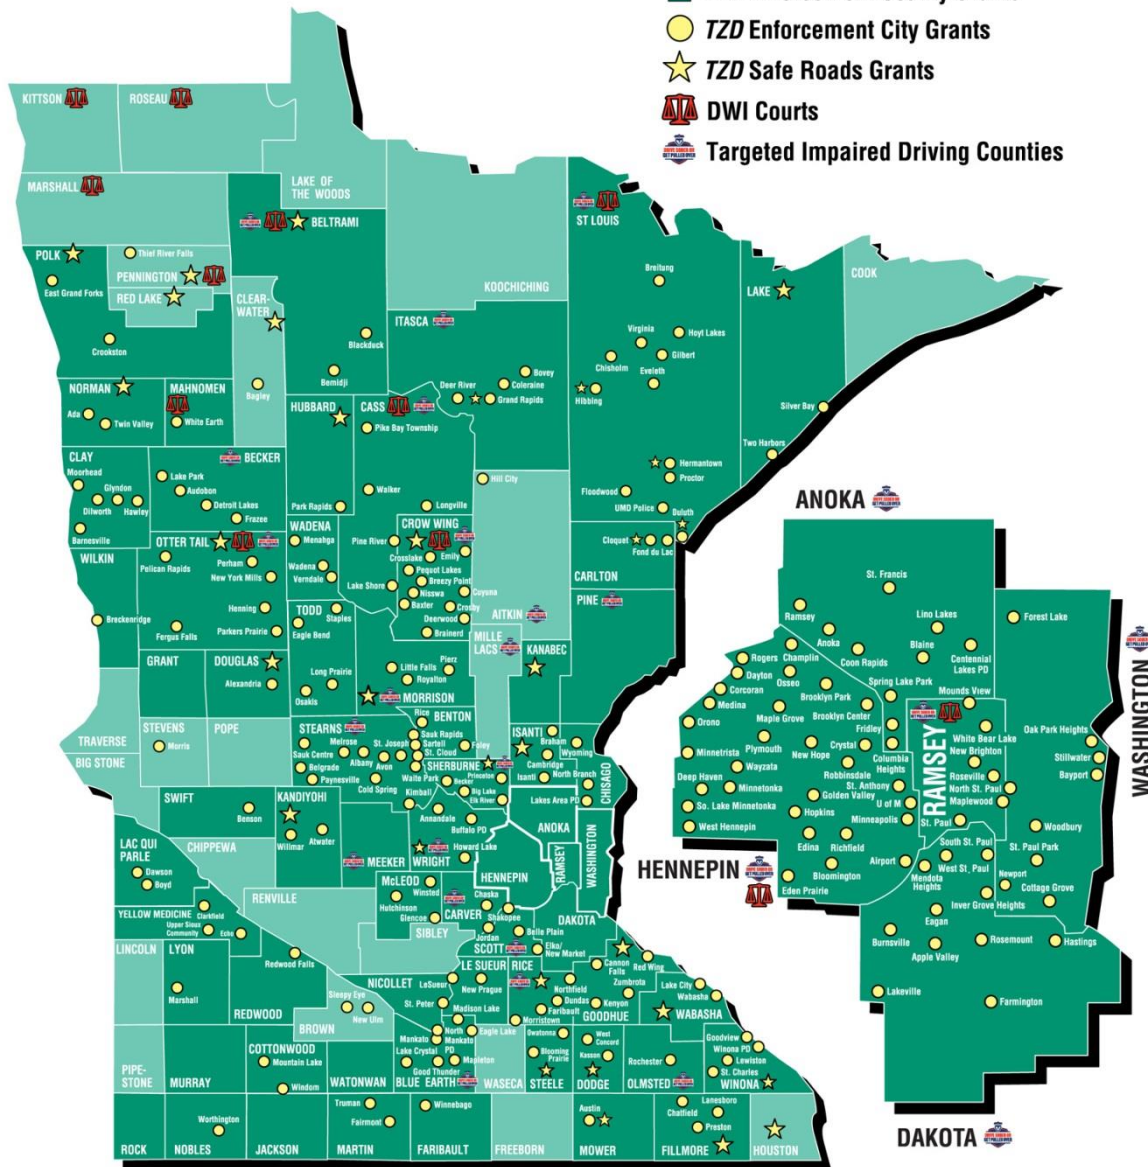 TZD Enforcement City Grants
TZD Safe Roads Grants
DWI Courts
Targeted Impaired Driving Counties
KITTSON
ROSEAU
MARSHALL
LAKE OF
THE WOODS
BELTRAMI
ST LOUIS
POLK
Thief River Falls
PENNINGTON
East Grand Forks
RED LAKE
CLEAR-
WATER
KOOCHICHING
Breitung
LAKE
COOK
ITASCA
Crookston
Blackduck
Virginia
Hoyt Lakes
Chisholm
Gilbert
Eveleth
Bemidji
Bovey
Coleraine
NORMAN
MAHNOMEN
Bagley
HUBBARD
CASS
Deer River
Grand Rapids
Hibbing
Silver Bay
Ada
Twin Valley
White Earth
Pike Bay Township
Two Harbors
CLAY
BECKER
Moorhead
Lake Park
Hill City
Hermantown
Proctor
Glyndon
Audobon
Walker
Floodwood
Dilworth
Hawley
Detroit Lakes
Park Rapids
Longville
UMD Police
Duluth
Frazee
Barnesville
WADENA
CROW WING
OTTER TAIL
Menahga
Pine River
Cloquet
Fond du Lac
WILKIN
Pelican Rapids
Crosslake
Emily
Perham
Wadena
Pequot Lakes
CARLTON
New York Mills
Verndale
Lake Shore
Breezy Point
Nisswa
Cuyuna
AITKIN
PINE
Henning
TODD
Staples
Baxter
Crosby
Breckenridge
Deerwood
Fergus Falls
Parkers Prairie
Eagle Bend
Brainerd
MILLE
LACS
GRANT
DOUGLAS
Long Prairie
Little Falls
Pierz
KANABEC
Royalton
Alexandria
Osakis
MORRISON
TRAVERSE
STEVENS
POPE
Rice
BENTON
STEARNS
Sauk Rapids
ISANTI
Morris
Melrose
St. Joseph
Sartell
Foley
Braham
Wyoming
BIG STONE
Sauk Centre
Albany
St. Cloud
SHERBURNE
Cambridge
Belgrade
Avon
Waite Park
Becker
Princeton
Isanti
North Branch
CHISAGO
Paynesville
Cold Spring
Kimball
Big Lake
Elk River
Lakes Area PD
SWIFT
KANDIYOHI
Annandale
Benson
Buffalo PD
ANOKA
WASHINGTON
Willmar
Atwater
LAC QUI
PARLE
CHIPPEWA
MEEKER
WRIGHT
Howard Lake
RAMSEY
HENNEPIN
Dawson
Boyd
McLEOD
Winsted
RENVILLE
Hutchinson
CARVER
Chaska
YELLOW MEDICINE
Clarkfield
Glencoe
Shakopee
DAKOTA
Upper Sioux
Community
Echo
SIBLEY
Jordan
Belle Plain
LINCOLN
LYON
SCOTT
Elko/
New Market
Cannon
Falls
Red Wing
Redwood Falls
NICOLLET
LE SUEUR
RICE
Zumbrota
LeSueur
New Prague
Northfield
Lake City
Wabasha
Marshall
Sleepy Eye
St. Peter
Dundas
Kenyon
REDWOOD
New Ulm
Madison Lake
Faribault
GOODHUE
WABASHA
BROWN
Morristown
North
Mankato
PD
Eagle Lake
Owatonna
West
Concord
Goodview
Mankato
Winona PD
COTTONWOOD
Lake Crystal
Mapleton
Blooming
Prairie
Kasson
Rochester
Lewiston
Mountain Lake
Good Thunder
St. Charles
PIPE-
STONE
MURRAY
WATONWAN
BLUE EARTH
WASECA
STEELE
DODGE
OLMSTED
WINONA
Windom
Truman
Winnebago
Austin
Lanesboro
Chatfield
Worthington
Fairmont
Preston
ROCK
NOBLES
JACKSON
MARTIN
FARIBAULT
FREEBORN
MOWER
FILLMORE
HOUSTON
ANOKA
St. Francis
Ramsey
Lino Lakes
Forest Lake
Anoka
Blaine
Centennial
Lakes PD
WASHINGTON
Rogers
Champlin
Coon Rapids
Dayton
Osseo
Spring Lake Park
Corcoran
Brooklyn Park
Mounds View
Medina
Brooklyn Center
Oak Park Heights
Orono
Maple Grove
Fridley
White Bear Lake
Plymouth
Crystal
New Brighton
Stillwater
Minnetrista
New Hope
Columbia
Heights
RAMSEY
Bayport
Wayzata
Robbinsdale
Roseville
Deep Haven
St. Anthony
North St. Paul
Minnetonka
Golden Valley
Maplewood
So. Lake Minnetonka
U of M
Hopkins
Minneapolis
St. Paul
Woodbury
West Hennepin
Edina
Richfield
South St. Paul
St. Paul Park
HENNEPIN
Airport
West St. Paul
Bloomington
Mendota
Heights
Newport
Eden Prairie
Cottage Grove
Inver Grove Heights
Eagan
Burnsville
Rosemount
Hastings
Apple Valley
Lakeville
Farmington
DAKOTA